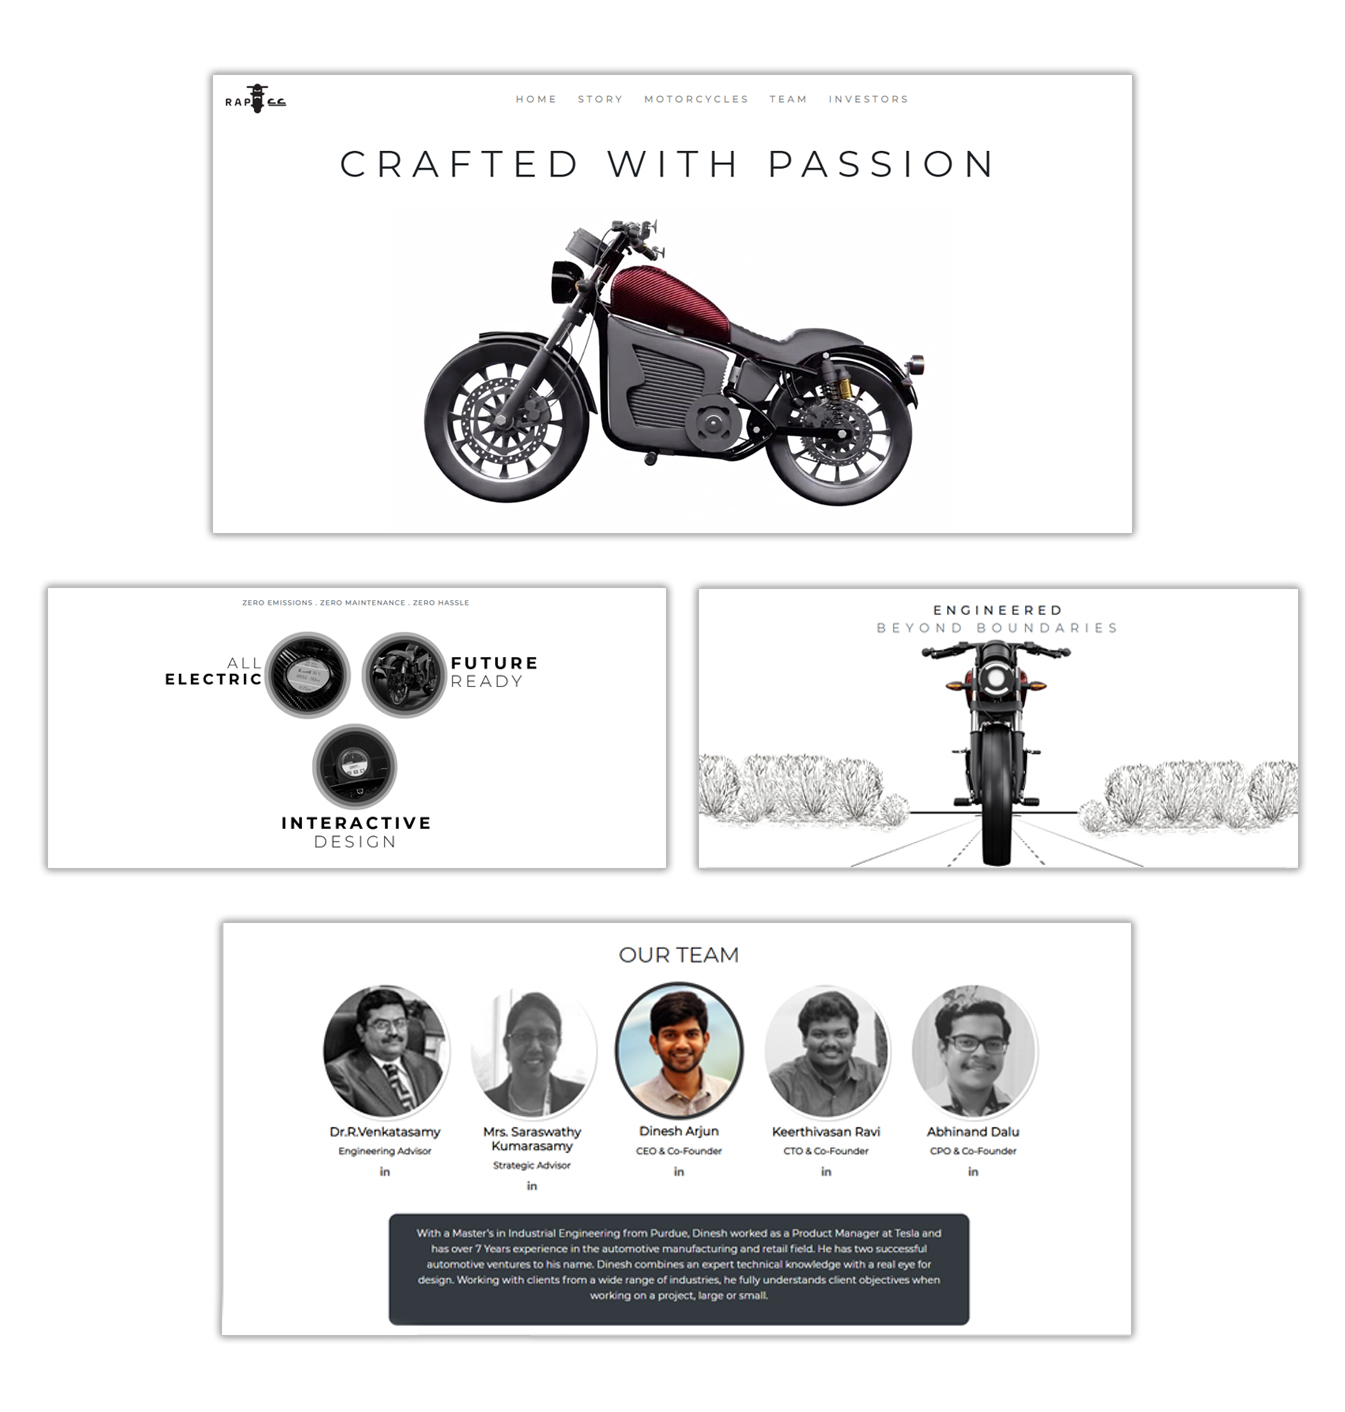 RAP EE
HOME STORY MOTORCYCLES TEAM INVESTORS
CRAFTED WITH PASSION
ZERO EMISSIONS . ZERO MAINTENANCE . ZERO HASSLE
ALL
ELECTRIC
FUTURE
READY
INTERACTIVE
DESIGN
ENGINEERED
BEYOND BOUNDARIES
OUR TEAM
Dr.R.Venkatasamy
Engineering Advisor
in
Mrs. Saraswathy
Kumarasamy
Strategic Advisor
in
Dinesh Arjun
CEO & Co-Founder
in
Keerthivasan Ravi
CTO & Co-Founder
in
Abhinand Dalu
CPO & Co-Founder
in
With a Master's in Industrial Engineering from Purdue, Dinesh worked as a Product Manager at Tesla and
has over 7 Years experience in the automotive manufacturing and retail field. He has two successful
automotive ventures to his name. Dinesh combines an expert technical knowledge with a real eye for
design. Working with clients from a wide range of industries, he fully understands client objectives when
working on a project, large or small.